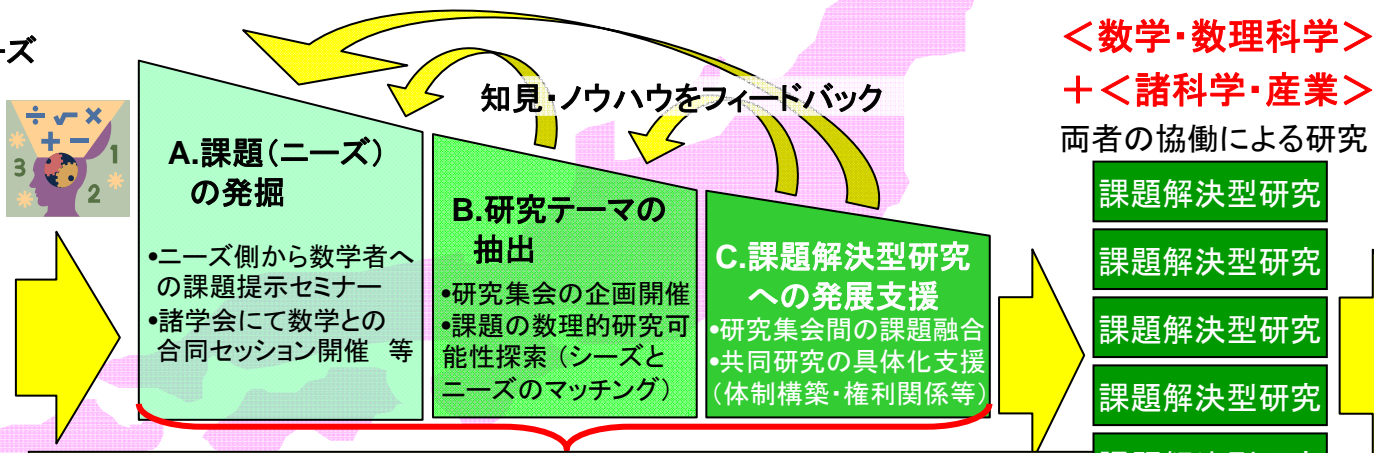 ーズ
÷ √ ×
+ −
3
1
2
知見・ノウハウをフィードバック
A.課題（ニーズ）
の発掘
•ニーズ側から数学者へ
の課題提示セミナー
•諸学会にて数学との
合同セッション開催　等
B.研究テーマの
抽出
•研究集会の企画開催
•課題の数理的研究可
能性探索（シーズと
ニーズのマッチング）
C.課題解決型研究
への発展支援
•研究集会間の課題融合
•共同研究の具体化支援
（体制構築・権利関係等）
＜数学・数理科学＞
＋＜諸科学・産業＞
両者の協働による研究
課題解決型研究
課題解決型研究
課題解決型研究
課題解決型研究